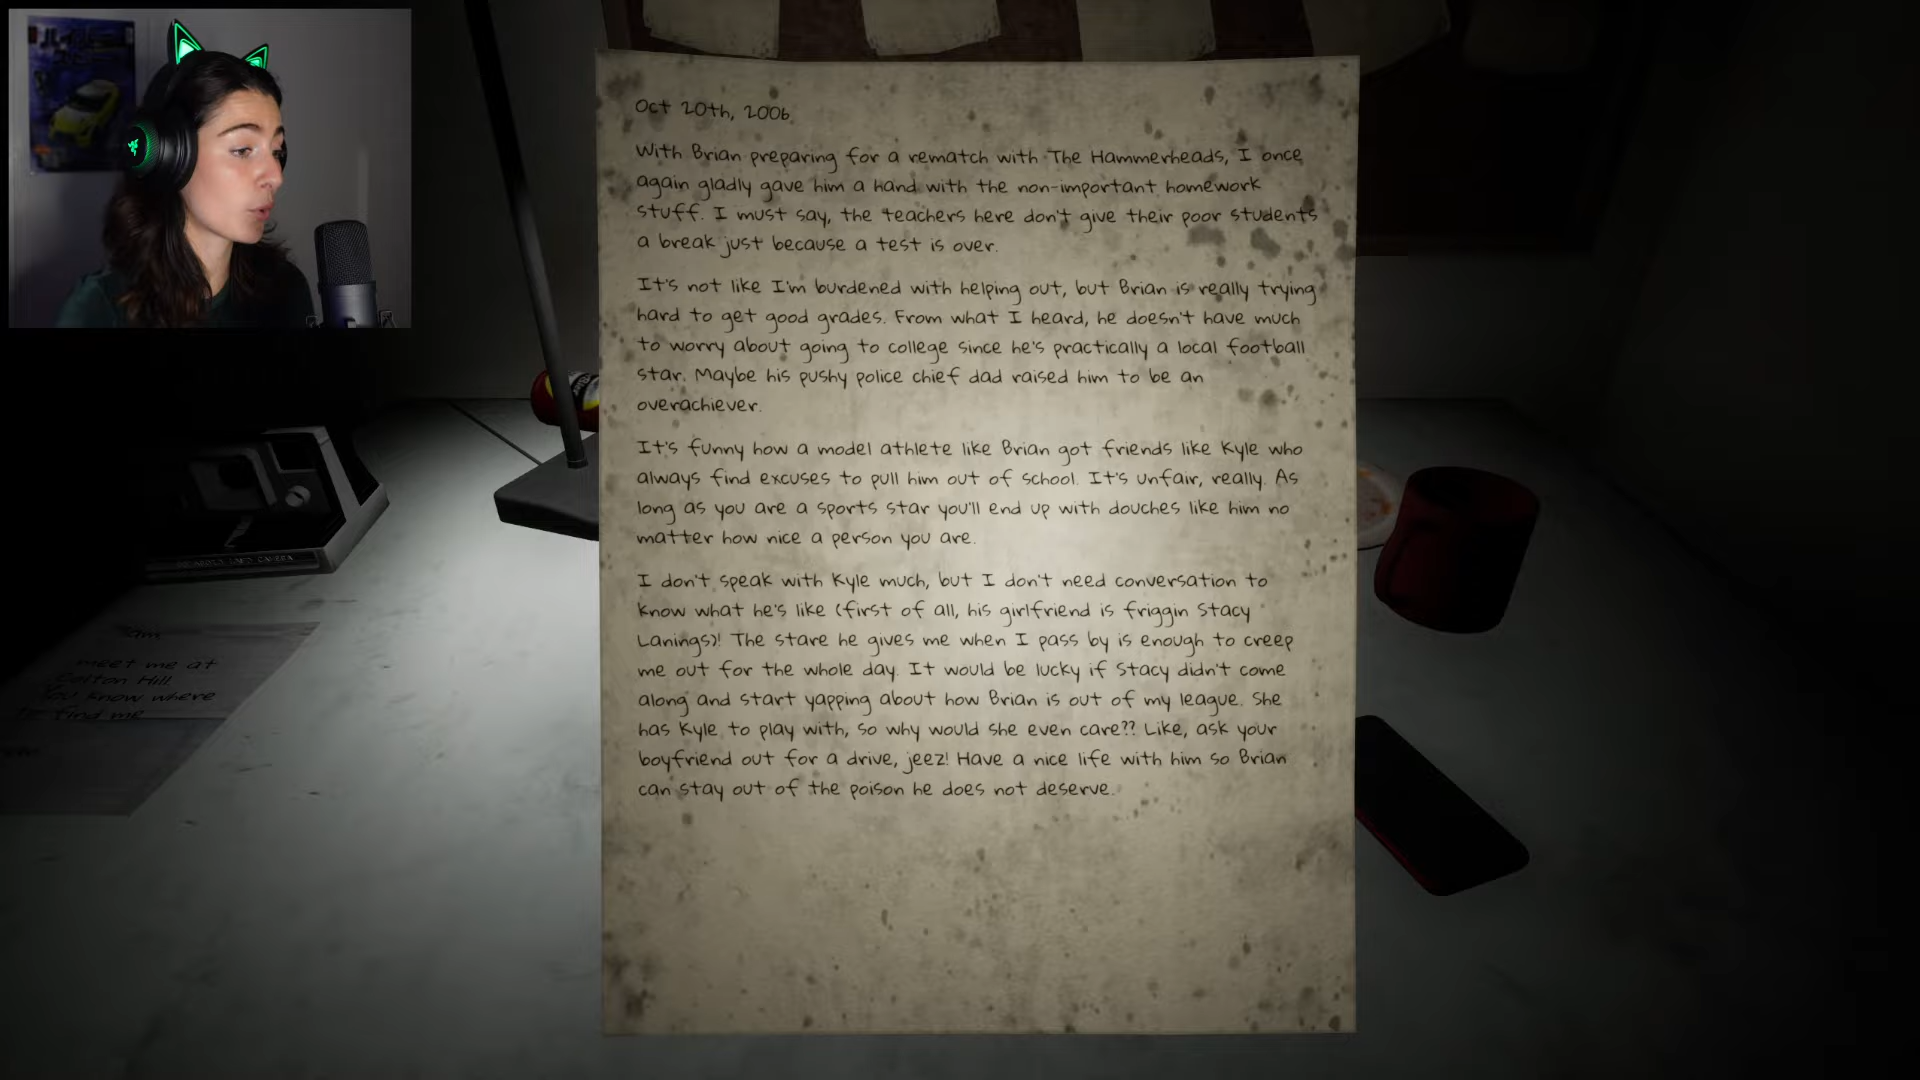 Oct 20th, 2006
With Brian preparing for a rematch with The Hammerheads, I once
again gladly gave him a hand with the non-important homework
stuff. I must say, the teachers here don't give their poor students
a break just because a test is over.
It's not like I'm burdened with helping out, but Brian is really trying
hard to get good grades. From what I heard, he doesn't have much
to worry about going to college since he's practically a local football
star. Maybe his pushy police chief dad raised him to be an
overachiever.
It's funny how a model athlete like Brian got friends like Kyle who
always find excuses to pull him out of school. It's unfair, really. As
long as you are a sports star you'll end up with douches like him no
matter how nice a person you are.
I don't speak with Kyle much, but I don't need conversation to
know what he's like (first of all, his girlfriend is friggin Stacy
Lanings)! The stare he gives me when I pass by is enough to creep
me out for the whole day. It would be lucky if Stacy didn't come
along and start yapping about how Brian is out of my league. She
has Kyle to play with, so why would she even care?? Like, ask your
boyfriend out for a drive, jeez! Have a nice life with him so Brian
can stay out of the poison he does not deserve.
LAND CAMERA
meet me at
Hill
You know where
to find me